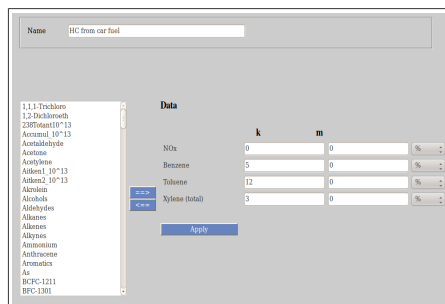 Name HC from car fuel
Data
k m
1,1,1-Trichloro
1,2-Dichloroeth
238Totant10^13
Accumul_10^13
Acetaldehyde
Acetone
Acetylene
Aitken1_10^13
Aitken2_10^13
Akrolein
Alcohols
Aldehydes
Alkanes
Alkenes
Alkynes
Ammonium
Anthracene
Aromatics
As
BCFC-1211
BFC-1301
==>
<==
NOx 0 0 %
Benzene 5 0 %
Toluene 12 0 %
Xylene (total) 3 0 %
Apply